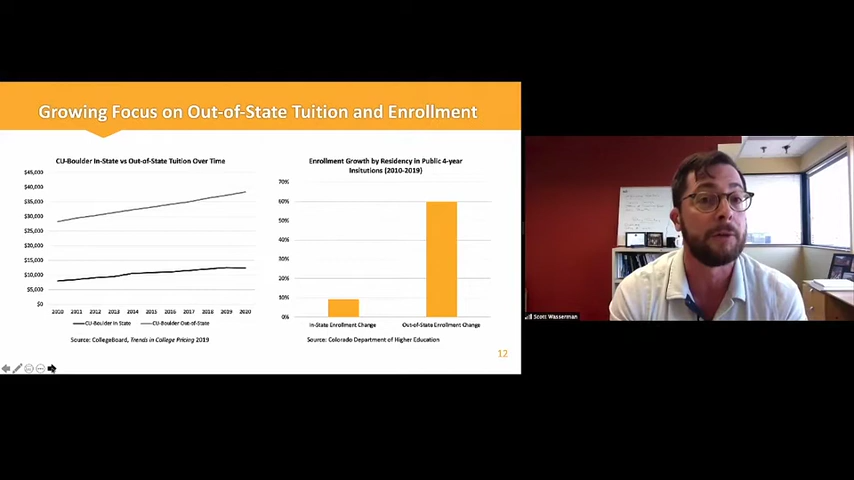 Growing Focus on Out-of-State Tuition and Enrollment
CU-Boulder In-State vs Out-of-State Tuition Over Time
$45,000
$40,000
$35,000
$30,000
$25,000
$20,000
$15,000
$10,000
$5,000
$0
2010 2011 2012 2013 2014 2015 2016 2017 2018 2019 2020
CU-Boulder In State CU-Boulder Out-of-State
Source: CollegeBoard, Trends in College Pricing 2019
Enrollment Growth by Residency in Public 4-year
Insitutions (2010-2019)
70%
60%
50%
40%
30%
20%
10%
0%
In-State Enrollment Change Out-of-State Enrollment Change
Source: Colorado Department of Higher Education
12
Scott Wasserman